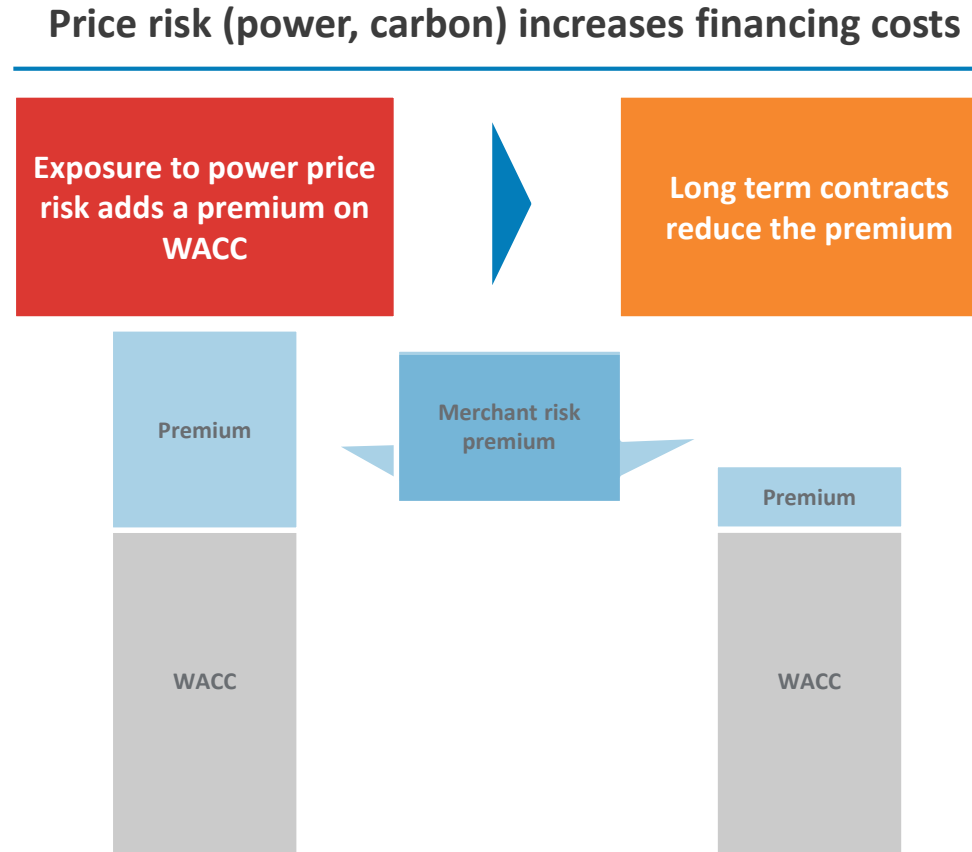 Price risk (power, carbon) increases financing costs
Exposure to power price
risk adds a premium on
WACC
Long term contracts
reduce the premium
Premium
Merchant risk
premium
Premium
WACC
WACC